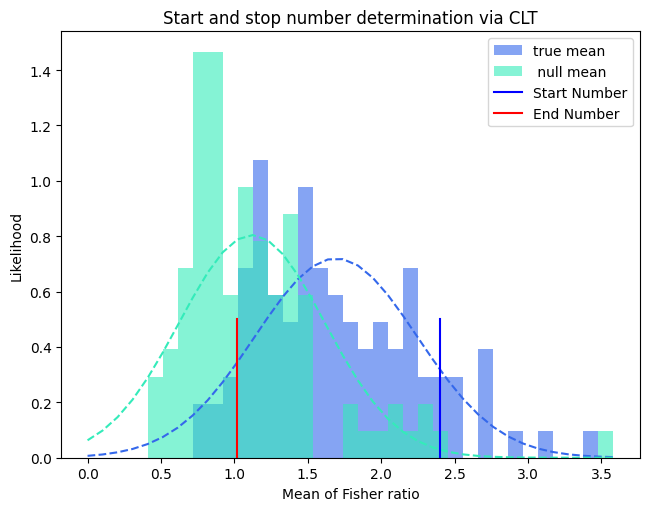 Start and stop number determination via CLT
true mean
null mean
Start Number
End Number
Likelihood
1.4
1.2
1.0
0.8
0.6
0.4
0.2
0.0
0.0 0.5 1.0 1.5 2.0 2.5 3.0 3.5
Mean of Fisher ratio